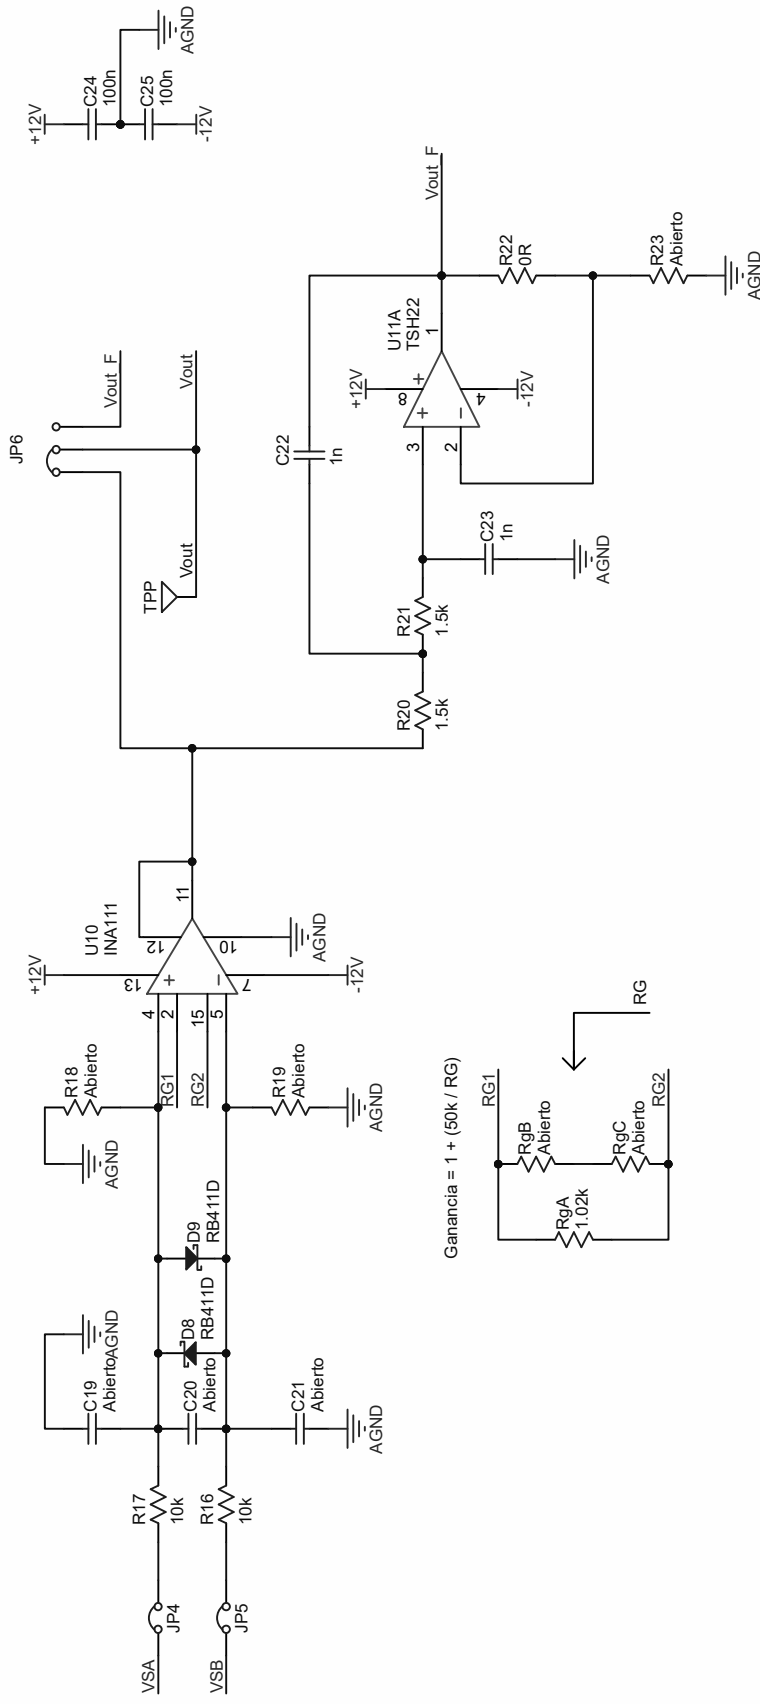 +12V
C24
100n
C25
100n
-12V
AGND
JP6
Vout_F
Vout
TPP
Vout
C22
1n
U11A
TSH22
+12V
8
3
2
1
4
-12V
Vout_F
R22
0R
R23
Abierto
AGND
C23
1n
AGND
R20
1.5k
R21
1.5k
U10
INA111
+12V
13
12
11
10
7
4
2
15
5
AGND
-12V
RG1
RG2
R18
Abierto
AGND
R19
Abierto
AGND
D9
RB411D
D8
RB411D
C19
Abierto
AGND
C20
Abierto
C21
Abierto
AGND
R17
10k
R16
10k
JP4
JP5
VSA
VSB
Ganancia = 1 + (50k / RG)
RG1
RgB
Abierto
RgA
1.02k
RgC
Abierto
RG2
RG